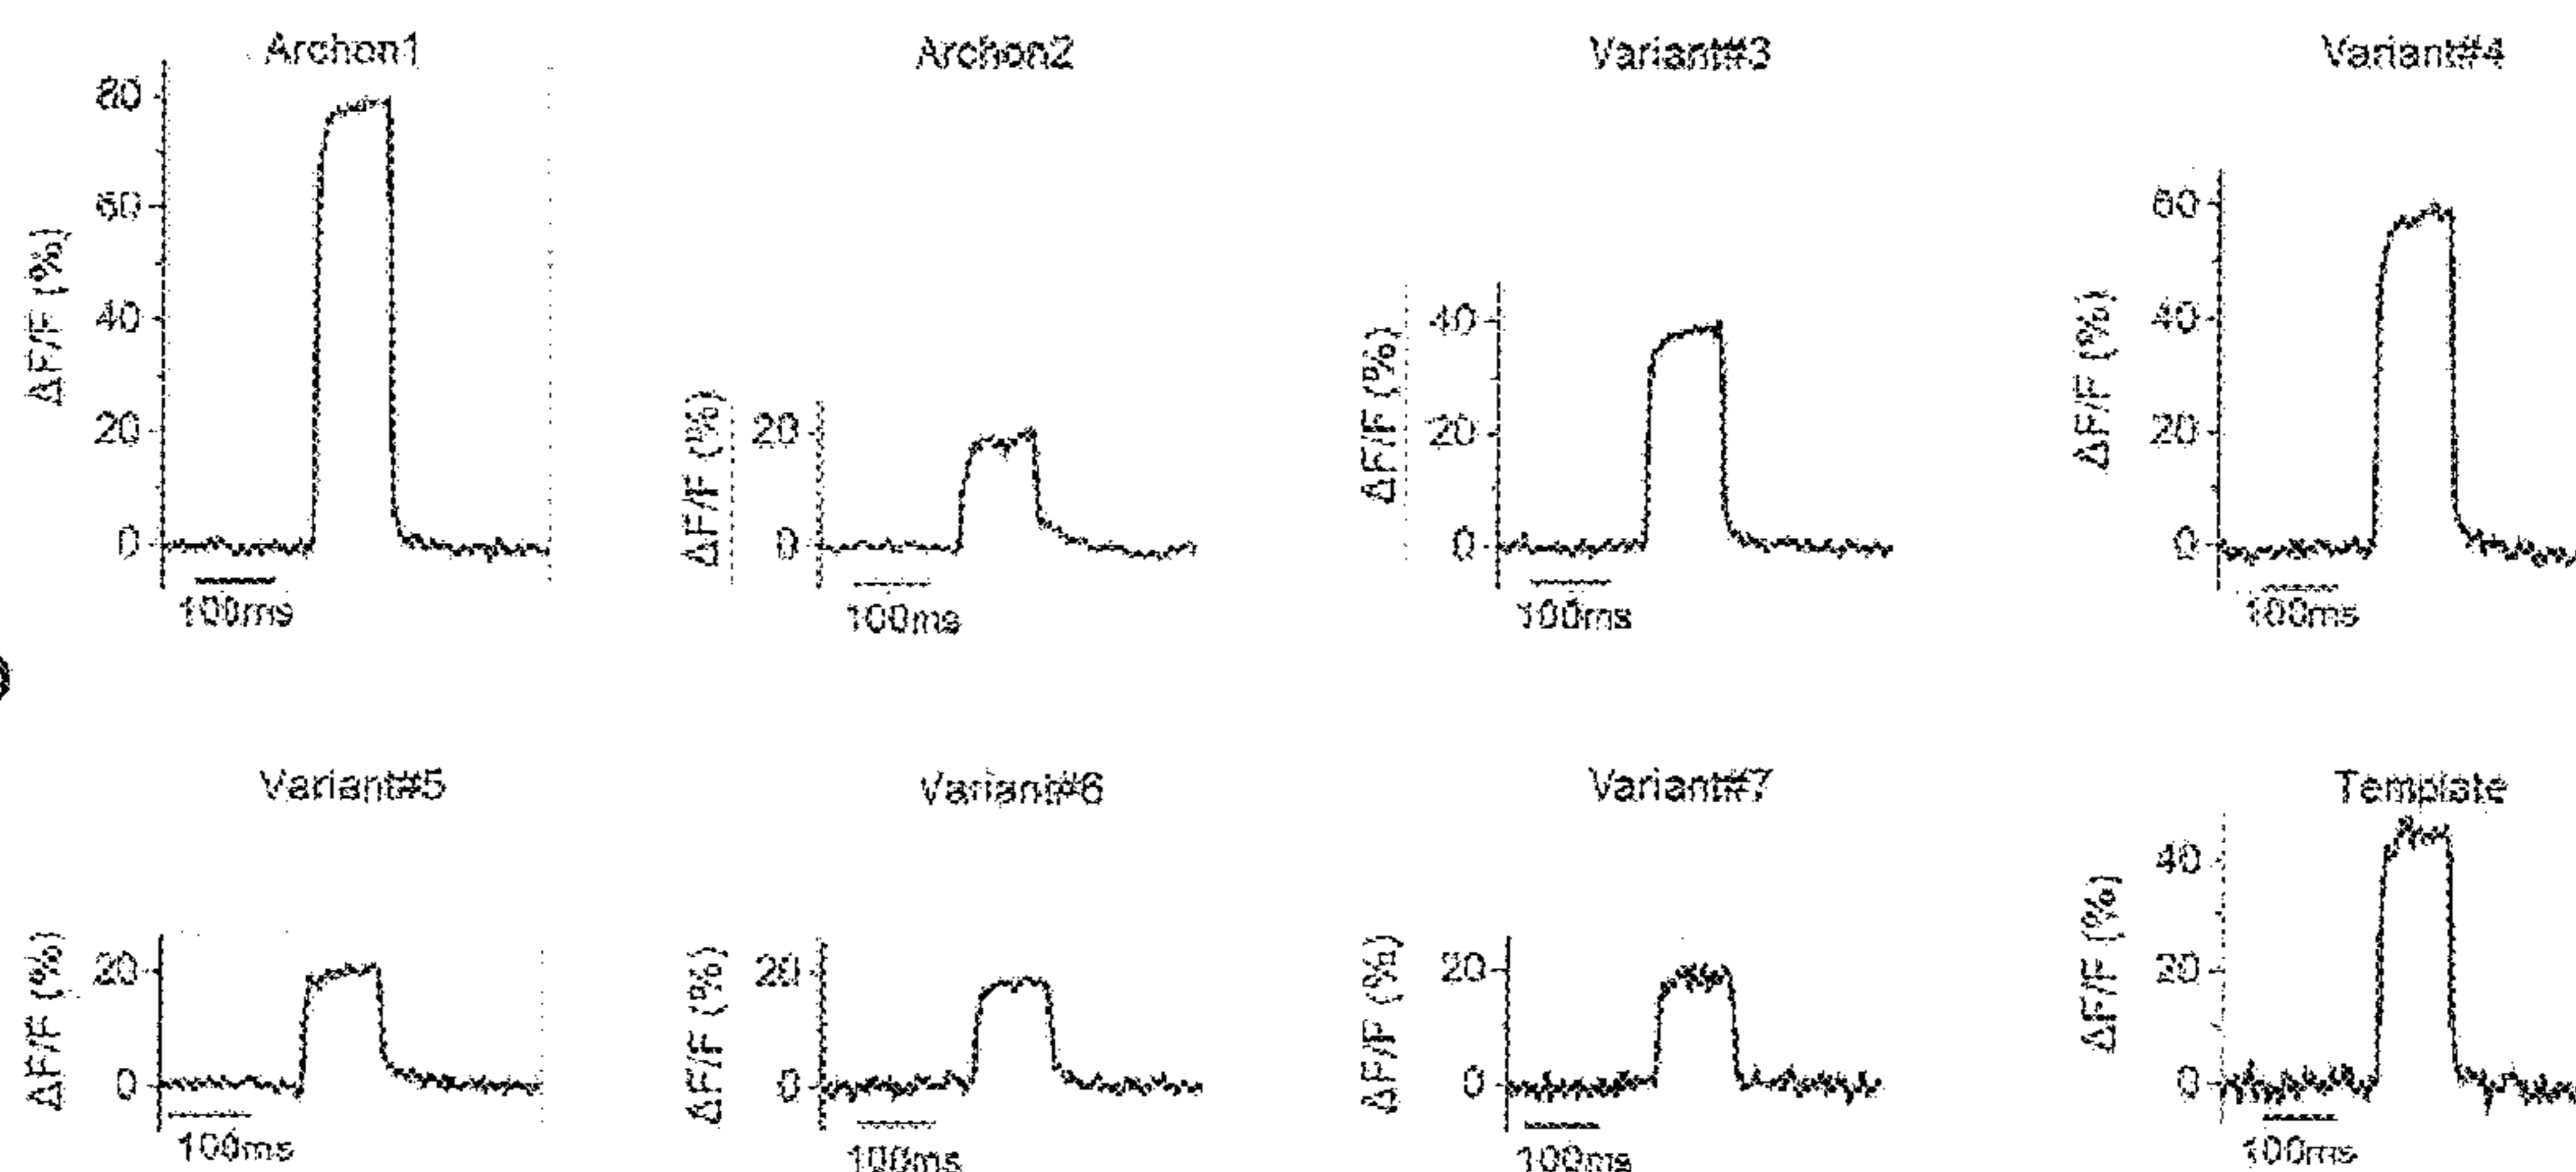 Archon1
80
60
40
20
0
ΔF/F (%)
100ms
Archon2
20
0
ΔF/F (%)
100ms
Variant#3
40
20
0
ΔF/F (%)
100ms
Variant#4
60
40
20
0
ΔF/F (%)
100ms
Variant#5
20
0
ΔF/F (%)
100ms
Variant#6
20
0
ΔF/F (%)
100ms
Variant#7
20
0
ΔF/F (%)
100ms
Template
40
20
0
ΔF/F (%)
100ms